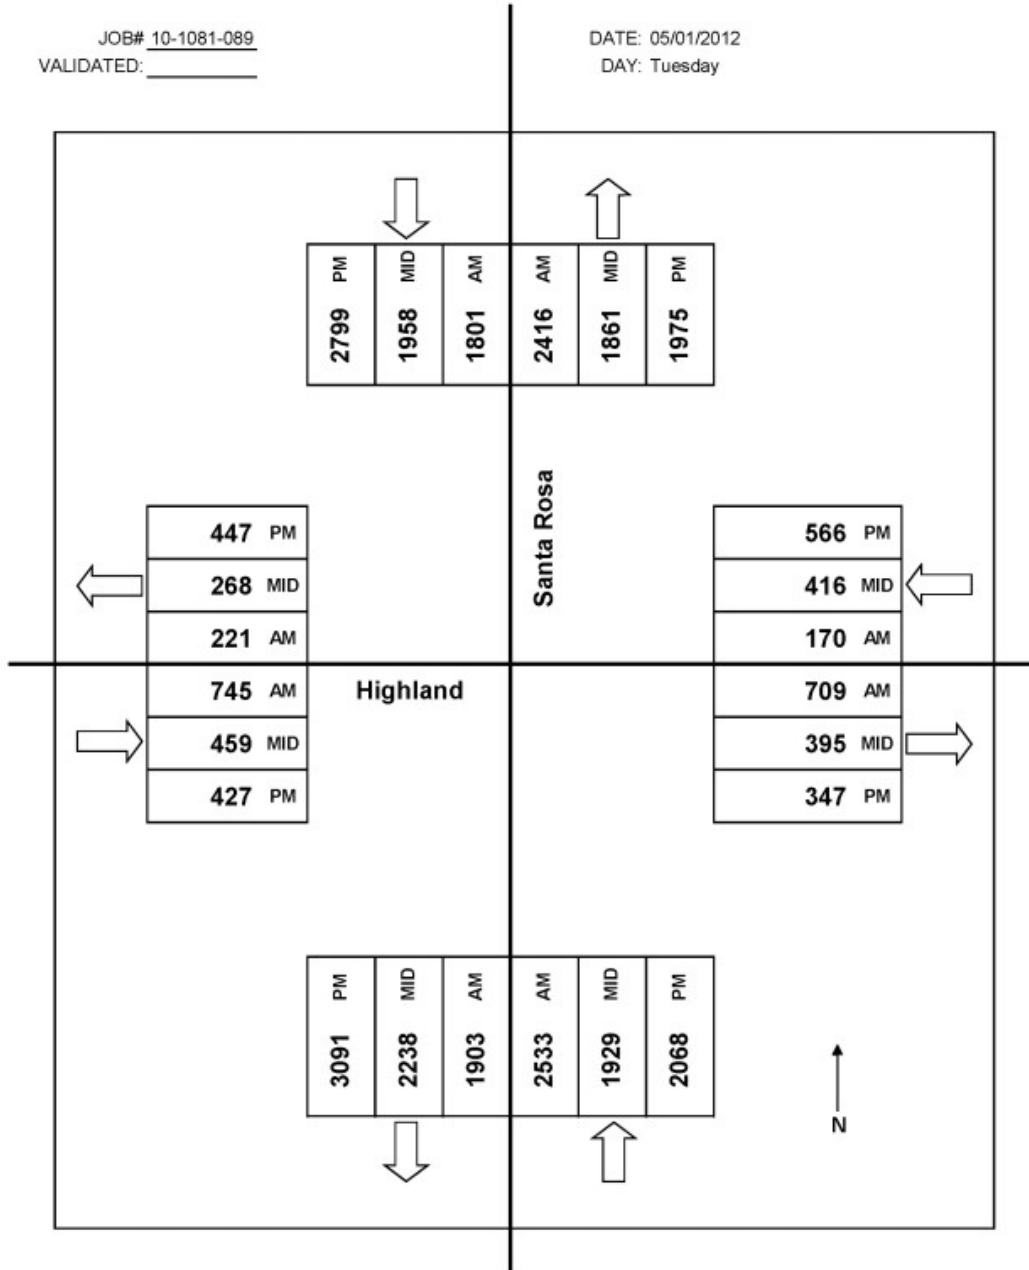 JOB# 10-1081-089
VALIDATED:
DATE: 05/01/2012
DAY: Tuesday
2799 PM
1958 MID
1801 AM
2416 AM
1861 MID
1975 PM
Santa Rosa
447 PM
268 MID
221 AM
745 AM
459 MID
427 PM
Highland
566 PM
416 MID
170 AM
709 AM
395 MID
347 PM
3091 PM
2238 MID
1903 AM
2533 AM
1929 MID
2068 PM
N